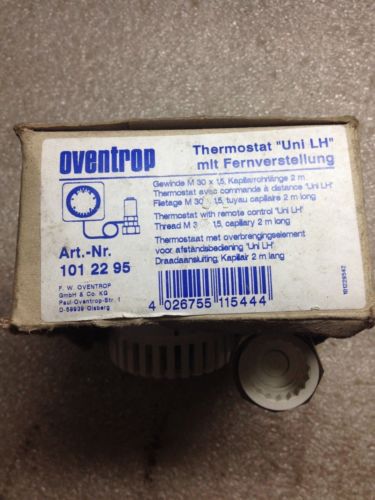 oventrop
Thermostat "Uni LH"
mit Fernverstellung
Gewinde M 30 x 1,5, Kapillarrohrlänge 2 m
Thermostat avec commande à distance "Uni LH"
Filetage M 30 1,5, tuyau capillaire 2 m long
Thermostat with remote control "Uni LH"
Thread M 3 1,5, capillary 2 m long
Thermostaat met overbrengingselement
voor afstandsbediening "Uni LH"
Draadaansluiting, Kapillair 2 m lang
Art.-Nr.
101 22 95
F. W. OVENTROP
GmbH & Co. KG
Paul-Oventrop-Str. 1
D-59939 Olsberg
4 026755 115444